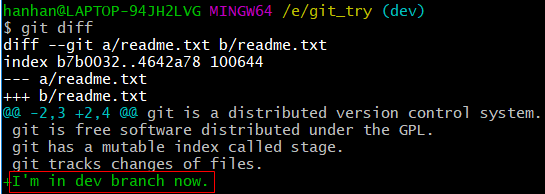 hanhan@LAPTOP-94JH2LVG MINGW64 /e/git_try (dev)
$ git diff
diff --git a/readme.txt b/readme.txt
index b7b0032..4642a78 100644
--- a/readme.txt
+++ b/readme.txt
@@ -2,3 +2,4 @@ git is a distributed version control system.
 git is free software distributed under the GPL.
 git has a mutable index called stage.
 git tracks changes of files.
+I'm in dev branch now.